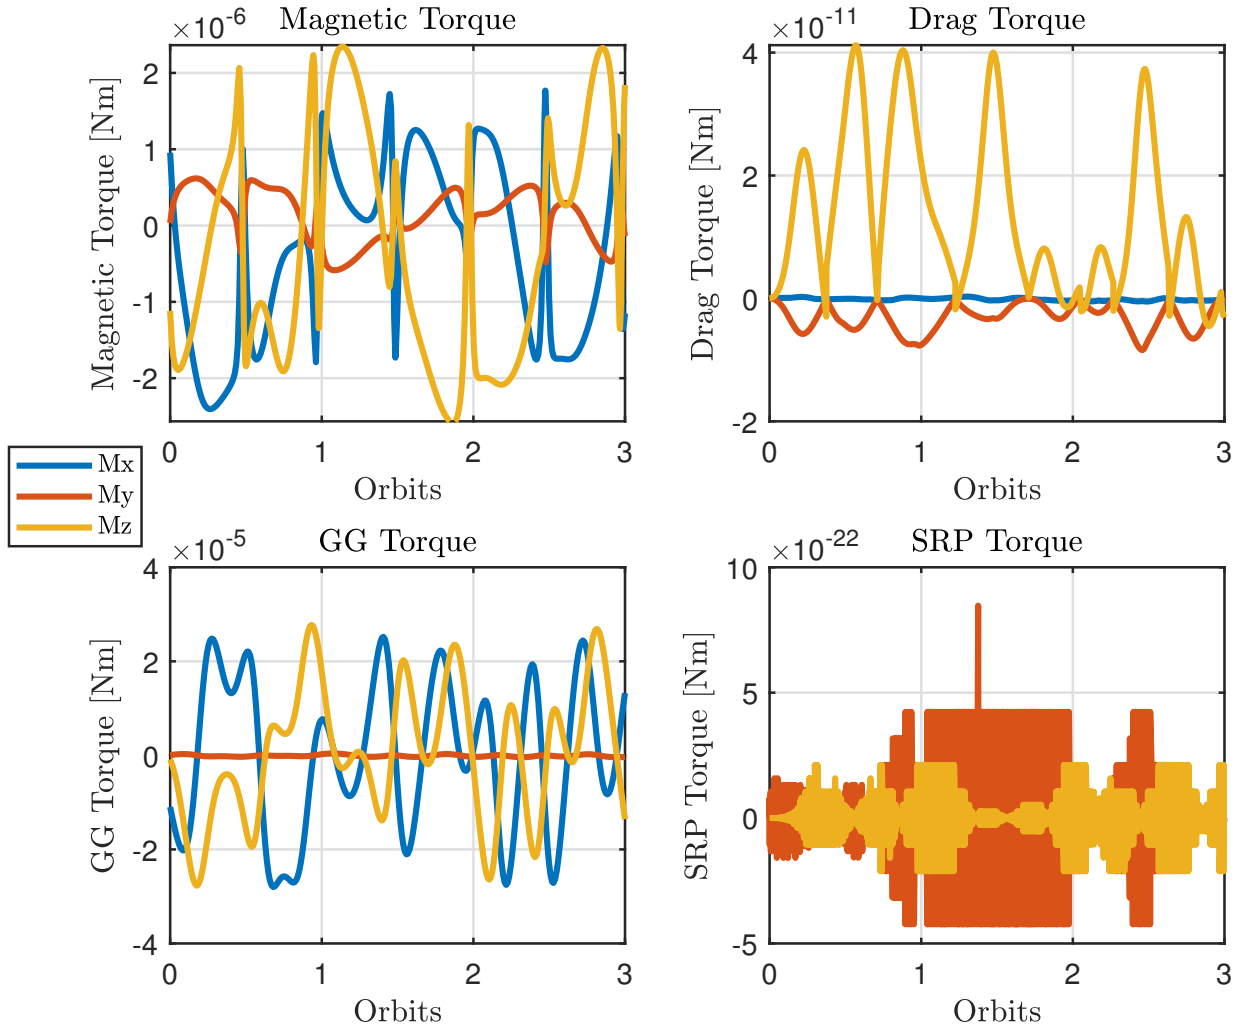 ×10-6
Magnetic Torque
Magnetic Torque [Nm]
2
1
0
-1
-2
0
1
2
3
Orbits
×10-11
Drag Torque
Drag Torque [Nm]
4
2
0
-2
0
1
2
3
Orbits
Mx
My
Mz
×10-5
GG Torque
GG Torque [Nm]
4
2
0
-2
-4
0
1
2
3
Orbits
×10-22
SRP Torque
SRP Torque [Nm]
10
5
0
-5
0
1
2
3
Orbits